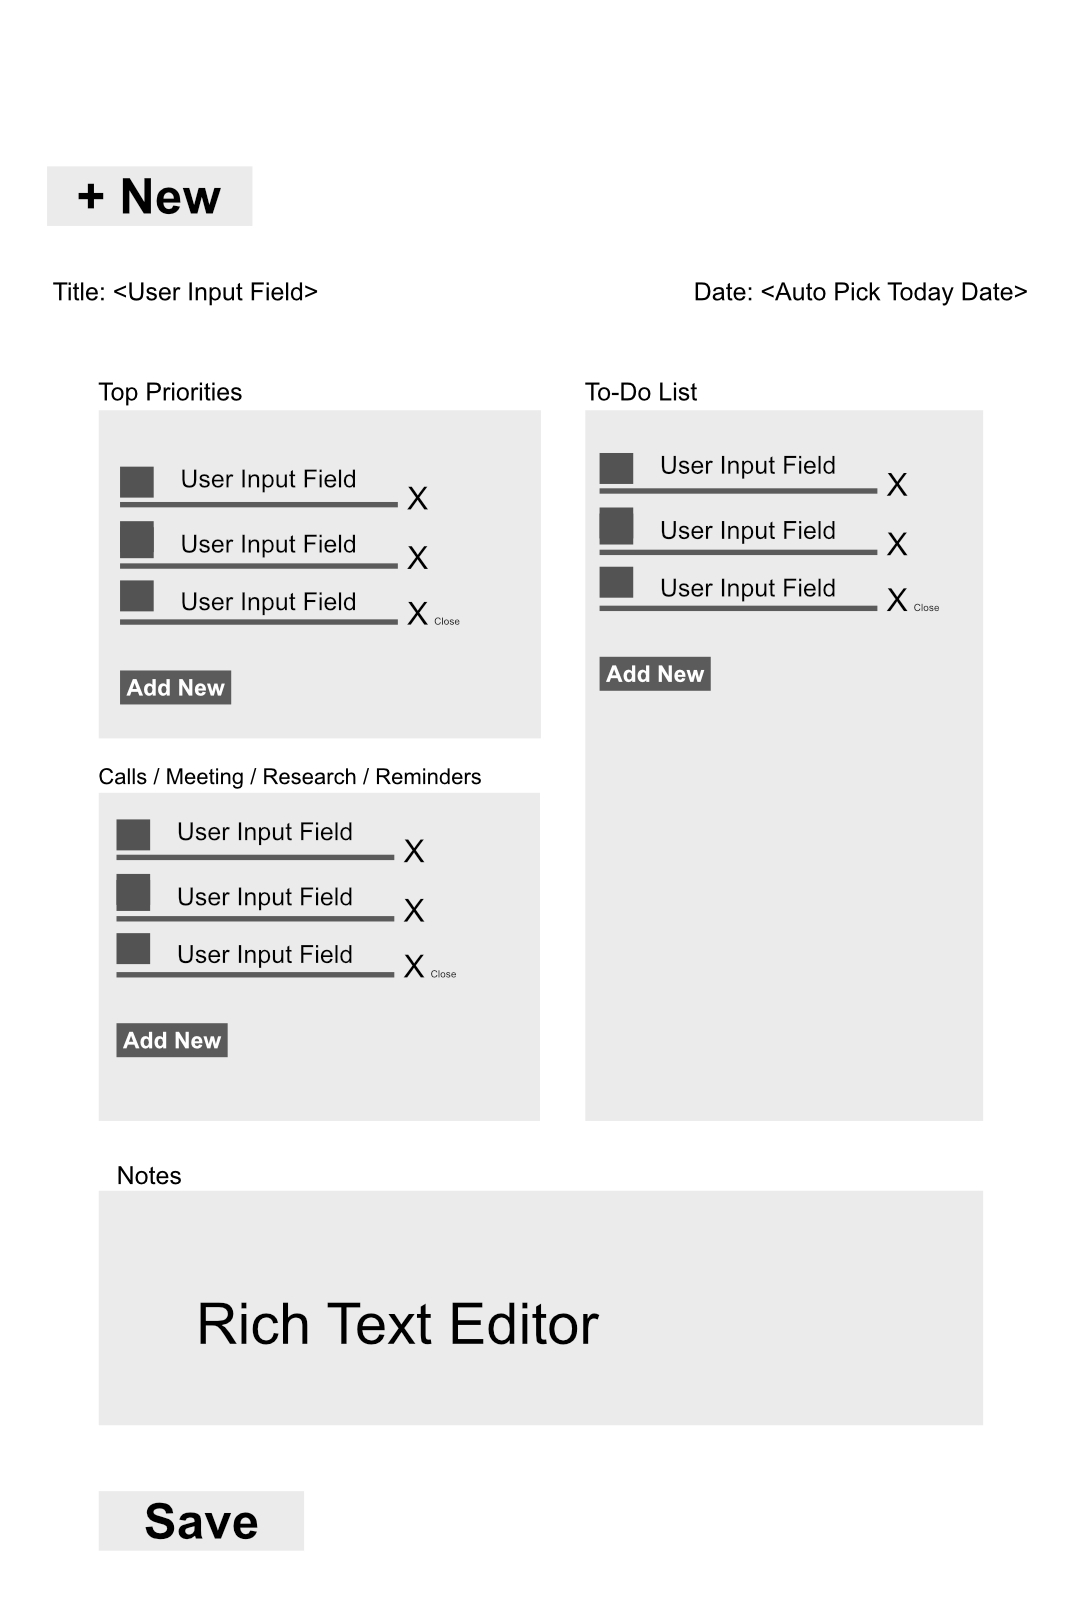 + New
Title: <User Input Field>
Date: <Auto Pick Today Date>
Top Priorities
User Input Field
X
User Input Field
X
User Input Field
X Close
Add New
To-Do List
User Input Field
X
User Input Field
X
User Input Field
X Close
Add New
Calls / Meeting / Research / Reminders
User Input Field
X
User Input Field
X
User Input Field
X Close
Add New
Notes
Rich Text Editor
Save